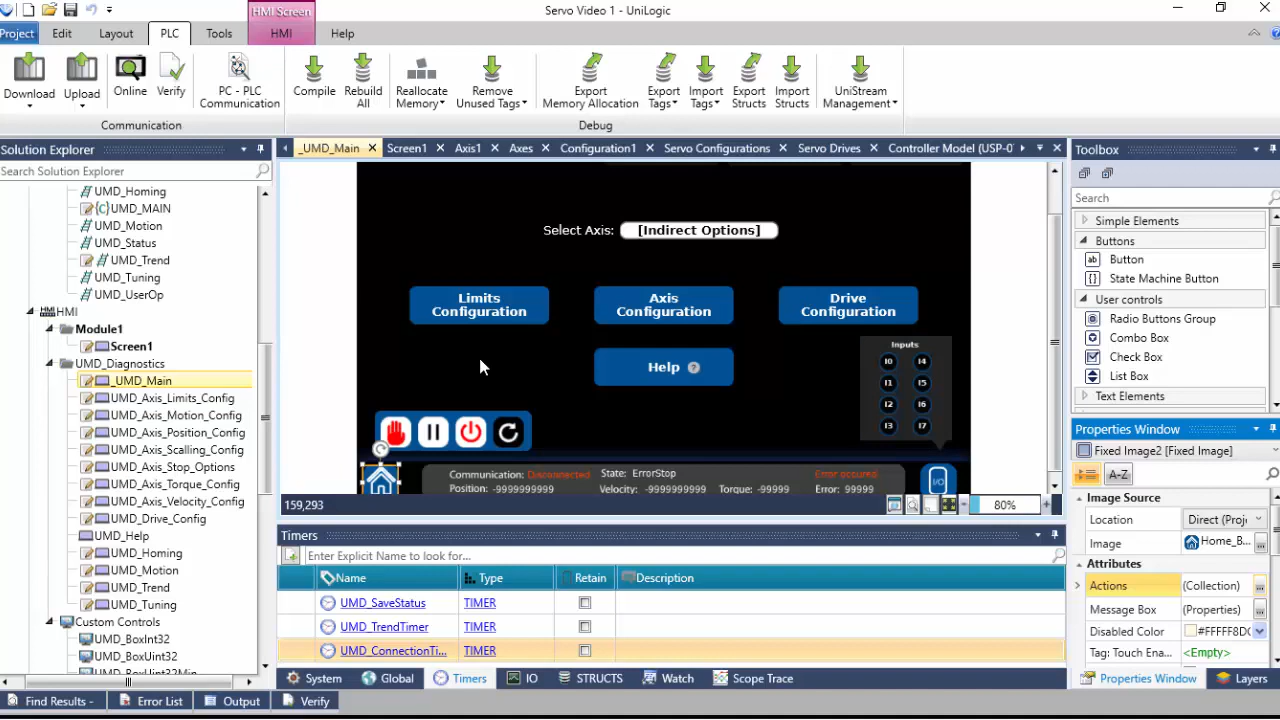 HMI Screen
Servo Video 1 - UniLogic
Project
Edit
Layout
PLC
Tools
HMI
Help
Download
Upload
Online
Verify
PC - PLC
Communication
Compile
Rebuild
All
Reallocate
Memory
Remove
Unused Tags
Export
Memory Allocation
Export
Tags
Import
Tags
Export
Structs
Import
Structs
UniStream
Management
Communication
Debug
Solution Explorer
Search Solution Explorer
UMD_Homing
{C}UMD_MAIN
UMD_Motion
UMD_Status
UMD_Trend
UMD_Tuning
UMD_UserOp
HMI
Module1
Screen1
UMD_Diagnostics
_UMD_Main
UMD_Axis_Limits_Config
UMD_Axis_Motion_Config
UMD_Axis_Position_Config
UMD_Axis_Scalling_Config
UMD_Axis_Stop_Options
UMD_Axis_Torque_Config
UMD_Axis_Velocity_Config
UMD_Drive_Config
UMD_Help
UMD_Homing
UMD_Motion
UMD_Trend
UMD_Tuning
Custom Controls
UMD_BoxInt32
UMD_BoxUint32
UMD_BoxUint32Min
_UMD_Main
Screen1
Axis1
Axes
Configuration1
Servo Configurations
Servo Drives
Controller Model (USP-0
Select Axis:
[Indirect Options]
Limits
Configuration
Axis
Configuration
Drive
Configuration
Help ?
Inputs
I0 I4
I1 I5
I2 I6
I3 I7
Communication: Disconnected
State: ErrorStop
Error occured
Position: -9999999999
Velocity: -99999999999
Torque: -99999
Error: 99999
I/O
159,293
80%
Timers
Enter Explicit Name to look for...
Name
Type
Retain
Description
UMD_SaveStatus
TIMER
UMD_TrendTimer
TIMER
UMD_ConnectionTi...
TIMER
System
Global
Timers
IO
STRUCTS
Watch
Scope Trace
Find Results -
Error List
Output
Verify
Toolbox
Search
Simple Elements
Buttons
ab Button
{} State Machine Button
User controls
Radio Buttons Group
Combo Box
Check Box
List Box
Text Elements
Properties Window
Fixed Image2 [Fixed Image]
A-Z
Image Source
Location
Direct (Proj
Image
Home_B...
Attributes
Actions
(Collection)
Message Box
(Properties)
Disabled Color
#FFFFF8D(
Tag: Touch Ena...
<Empty>
Properties Window
Layers